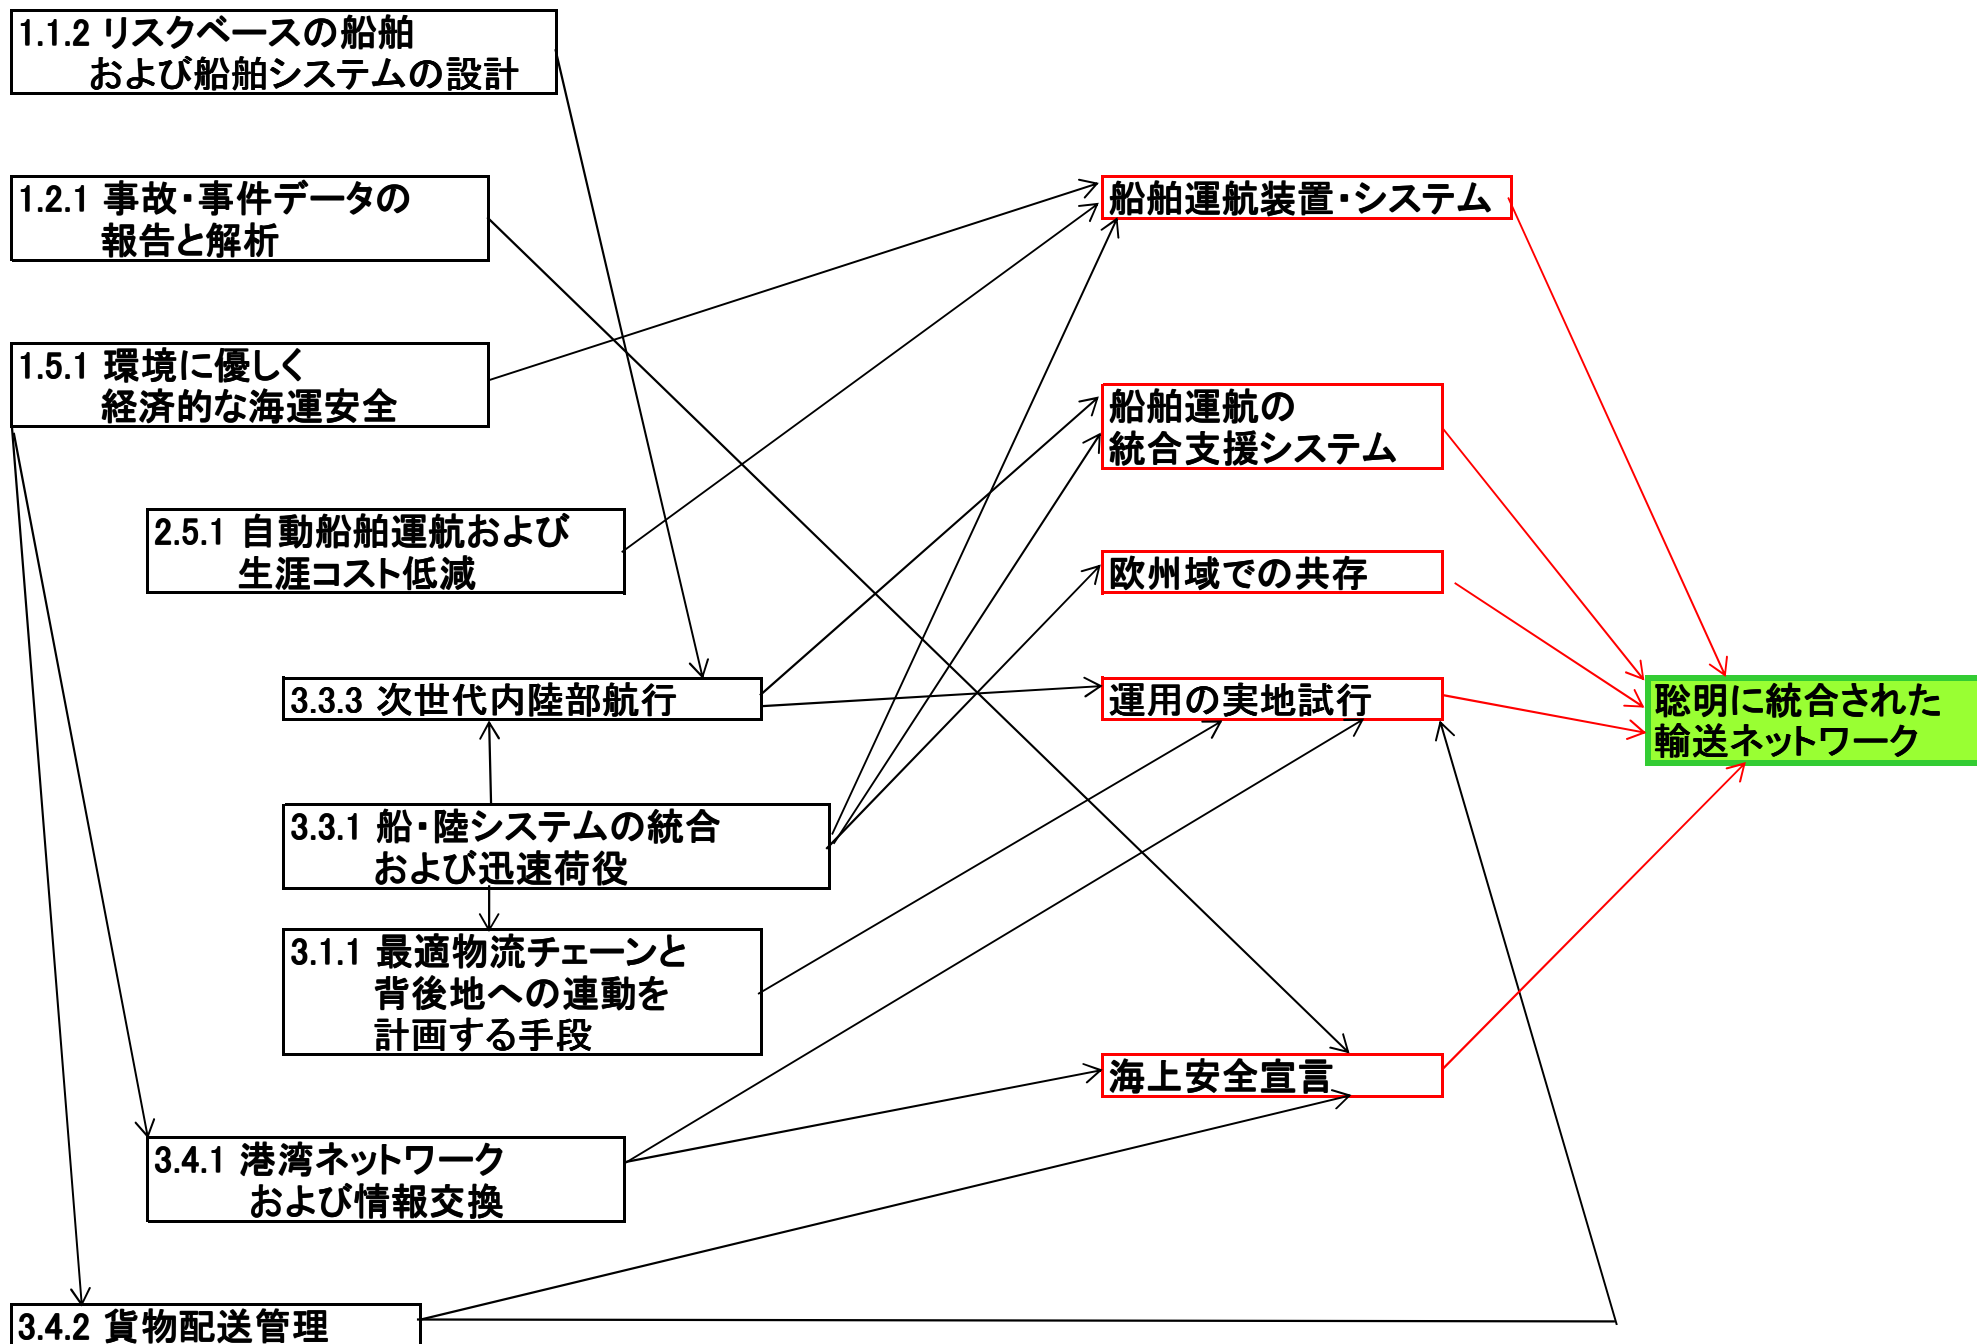 1.1.2 リスクベースの船舶
および船舶システムの設計
1.2.1 事故・事件データの
報告と解析
1.5.1 環境に優しく
経済的な海運安全
2.5.1 自動船舶運航および
生涯コスト低減
3.3.3 次世代内陸部航行
3.3.1 船・陸システムの統合
および迅速荷役
3.1.1 最適物流チェーンと
背後地への連動を
計画する手段
3.4.1 港湾ネットワーク
および情報交換
3.4.2 貨物配送管理
船舶運航装置・システム
船舶運航の
統合支援システム
欧州域での共存
運用の実地試行
海上安全宣言
聡明に統合された
輸送ネットワーク